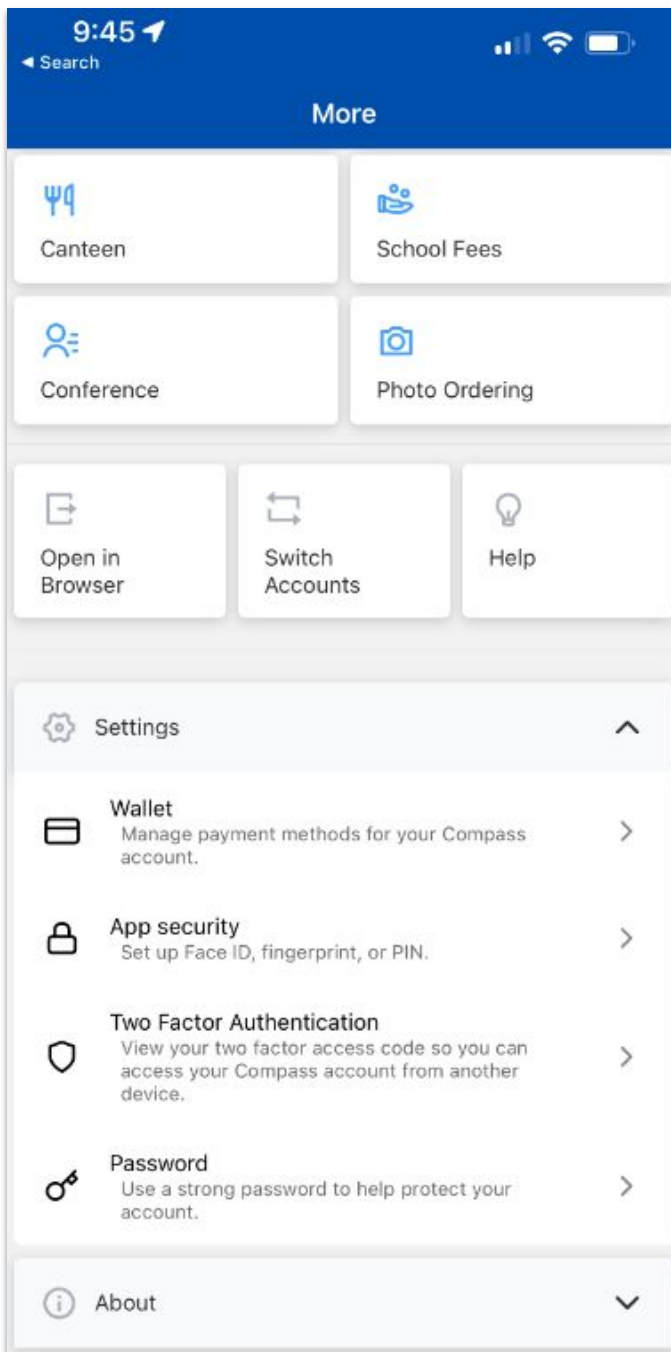 9:45
◀ Search
More
Canteen
School Fees
Conference
Photo Ordering
Open in
Browser
Switch
Accounts
Help
Settings
Wallet
Manage payment methods for your Compass
account.
App security
Set up Face ID, fingerprint, or PIN.
Two Factor Authentication
View your two factor access code so you can
access your Compass account from another
device.
Password
Use a strong password to help protect your
account.
About